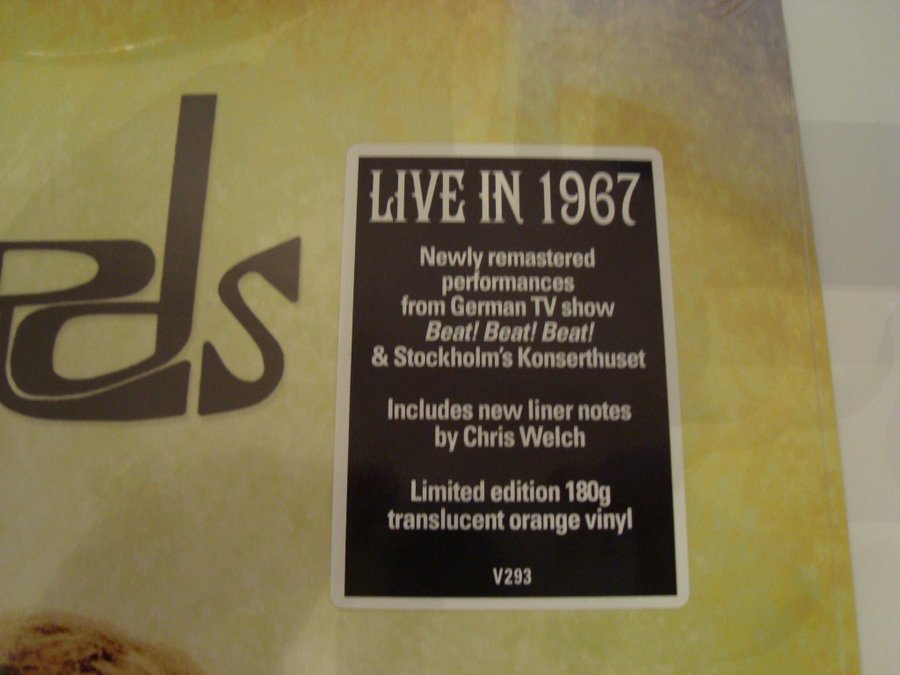 rds
LIVE IN 1967
Newly remastered
performances
from German TV show
Beat! Beat! Beat!
& Stockholm's Konserthuset
Includes new liner notes
by Chris Welch
Limited edition 180g
translucent orange vinyl
V293